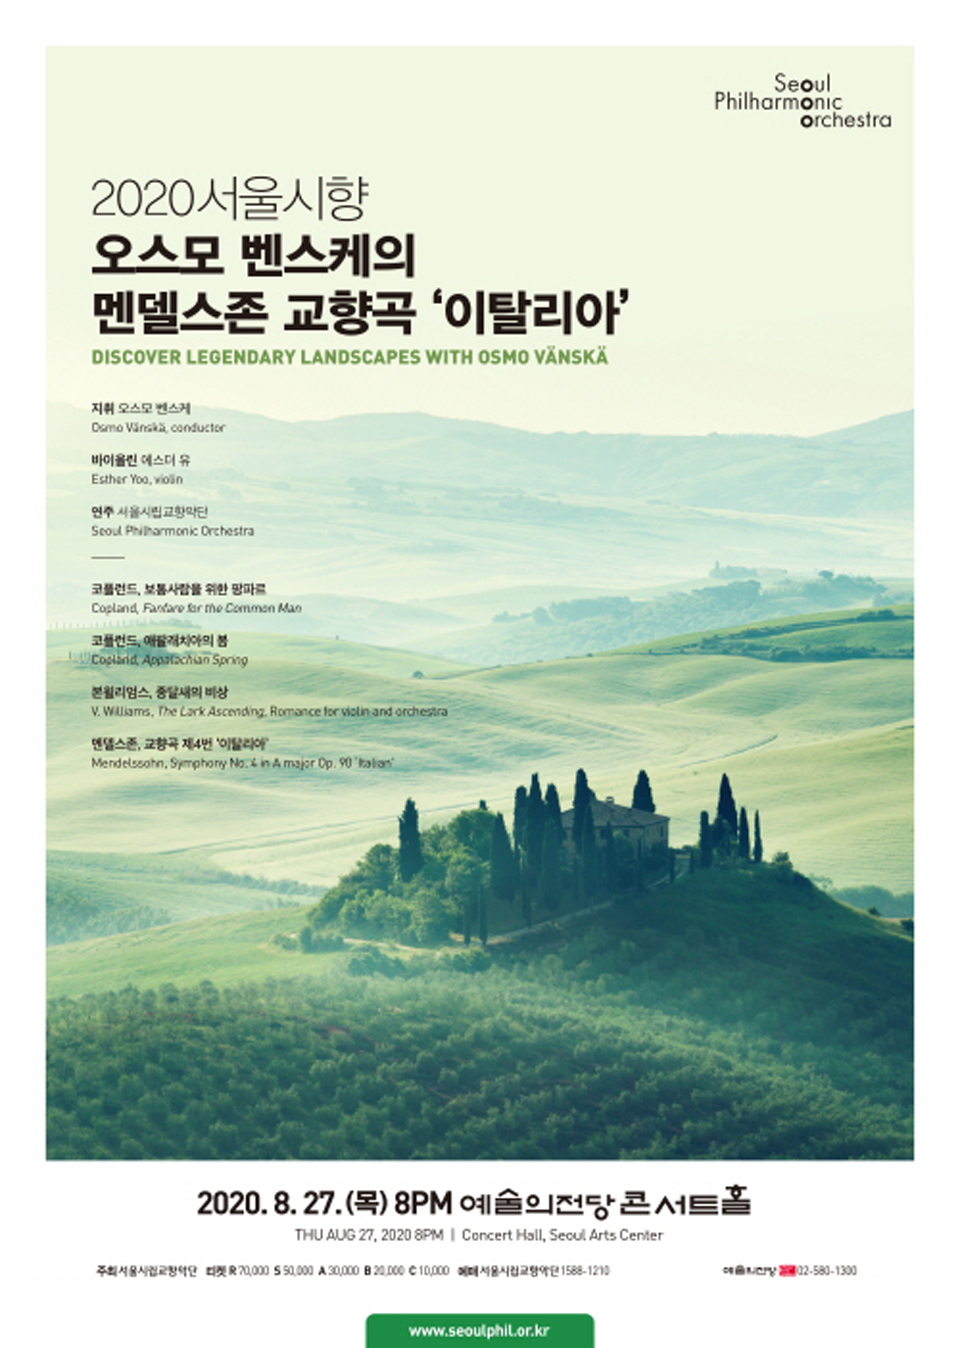 Seoul
Philharmonic
orchestra
2020서울시향
오스모 벤스케의
멘델스존 교향곡 ‘이탈리아’
DISCOVER LEGENDARY LANDSCAPES WITH OSMO VÄNSKÄ
지휘 오스모 벤스케
Osmo Vänskä, conductor
바이올린 에스더 유
Esther Yoo, violin
연주 서울시립교향악단
Seoul Philharmonic Orchestra
코플런드, 보통사람을 위한 팡파르
Copland, Fanfare for the Common Man
코플런드, 애팔래치아의 봄
Copland, Appalachian Spring
본윌리엄스, 종달새의 비상
V. Williams, The Lark Ascending, Romance for violin and orchestra
멘델스존, 교향곡 제4번 ‘이탈리아’
Mendelssohn, Symphony No. 4 in A major Op. 90 ‘Italian’
2020. 8. 27.(목) 8PM 예술의전당 콘서트홀
THU AUG 27, 2020 8PM | Concert Hall, Seoul Arts Center
주최 서울시립교향악단 티켓 R 70,000 S 50,000 A 30,000 B 20,000 C 10,000 예매 서울시립교향악단 1588-1210
예술의전당 02-580-1300
www.seoulphil.or.kr